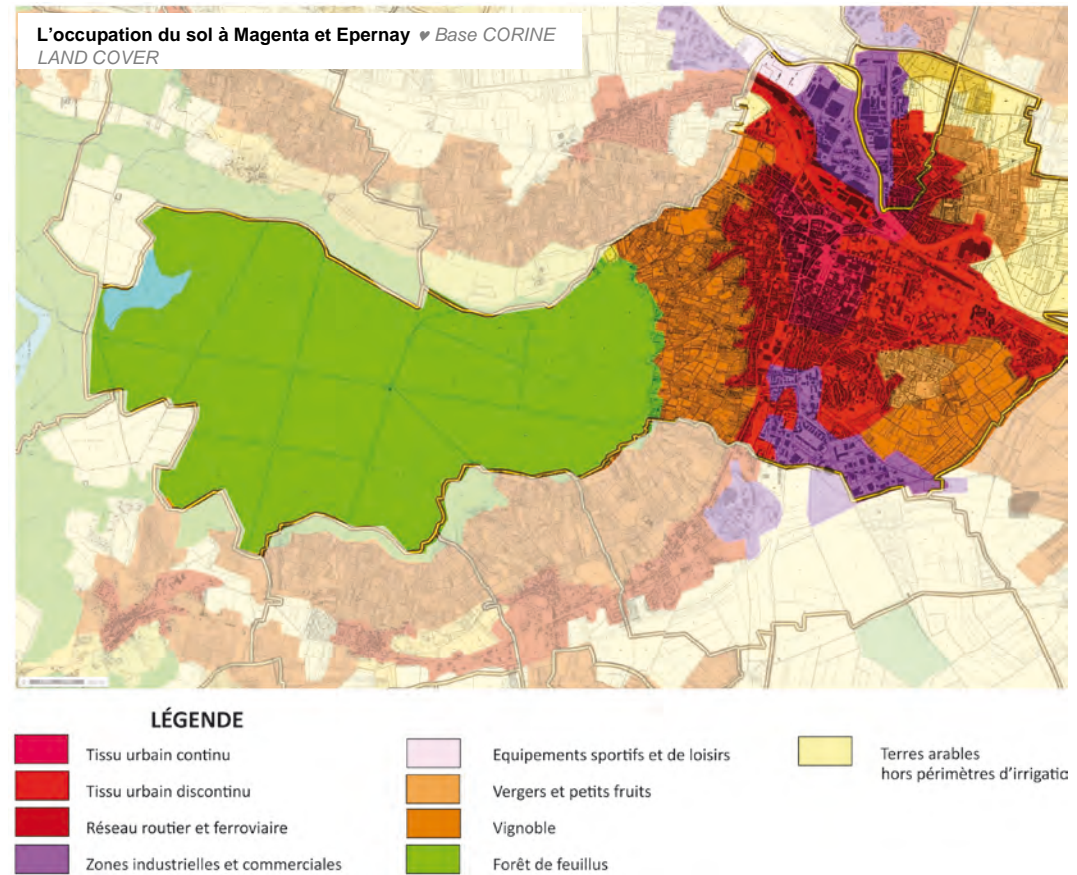 L'occupation du sol à Magenta et Epernay ♥ Base CORINE
LAND COVER
LÉGENDE
Tissu urbain continu
Tissu urbain discontinu
Réseau routier et ferroviaire
Zones industrielles et commerciales
Equipements sportifs et de loisirs
Vergers et petits fruits
Vignoble
Forêt de feuillus
Terres arables
hors périmètres d'irrigatio